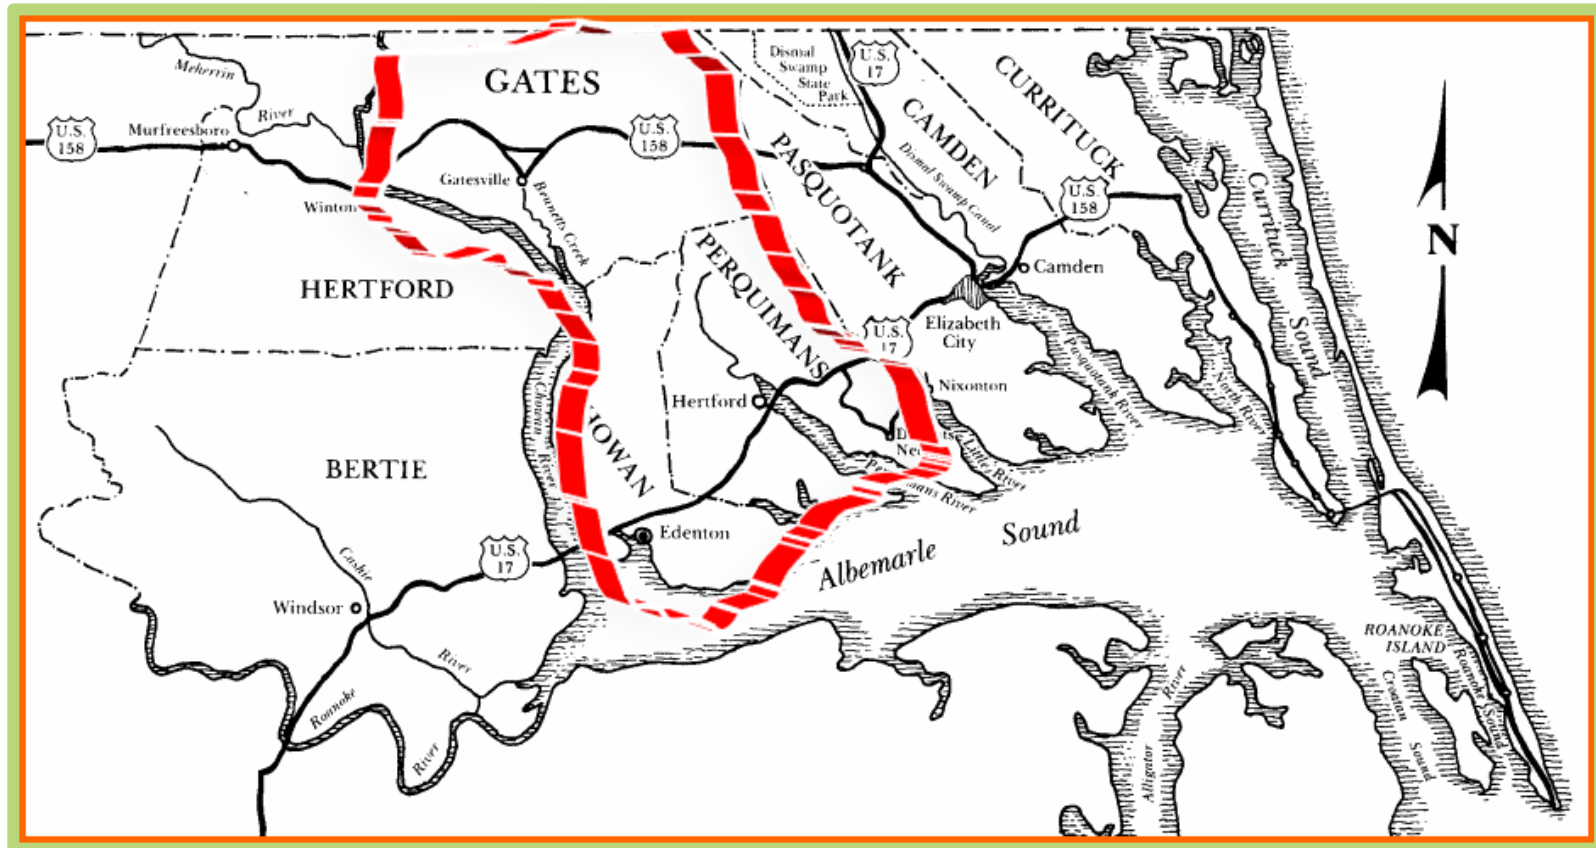 Meherrin
River
U.S.
158
Murfreesboro
Winton
GATES
Gatesville
Bennetts Creek
U.S.
158
Dismal
Swamp
State
Park
U.S.
17
CURRITUCK
CAMDEN
Dismal Swamp Canal
PASQUOTANK
U.S.
158
Camden
Currituck
Sound
N
HERTFORD
PERQUIMANS
U.S.
17
Elizabeth
City
Nixonton
Pasquotank River
North River
Hertford
Little River
River
BERTIE
Chowan River
Edenton
Albemarle
Sound
U.S.
17
Cashie
River
Windsor
Roanoke
River
ROANOKE
ISLAND
Roanoke
Sound
Croatan
Sound
Alligator
River